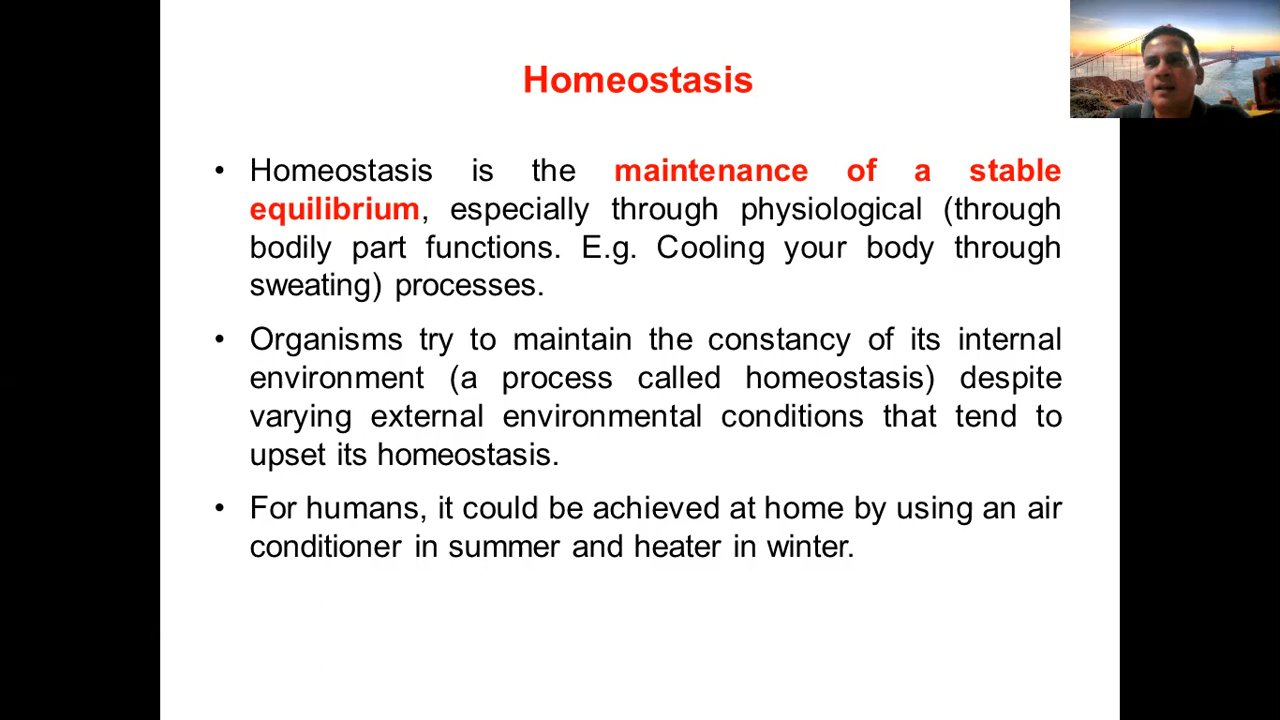 Homeostasis
• Homeostasis is the maintenance of a stable
equilibrium, especially through physiological (through
bodily part functions. E.g. Cooling your body through
sweating) processes.
• Organisms try to maintain the constancy of its internal
environment (a process called homeostasis) despite
varying external environmental conditions that tend to
upset its homeostasis.
• For humans, it could be achieved at home by using an air
conditioner in summer and heater in winter.